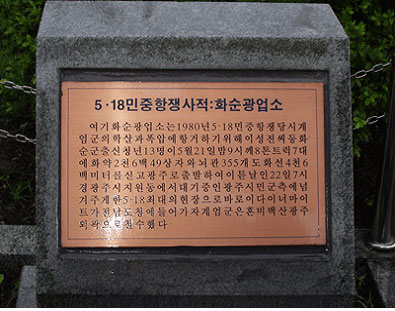 5·18민중항쟁사적:화순광업소
여기화순광업소는1980년5·18민중항쟁당시계
엄군의학살과폭압에항거하기위해이성전씨등화
순군출신청년13명이5월21일밤9시께8톤트럭7대
에화약2천6백49상자와뇌관355개도화선4천6
백미터를싣고광주로출발하여이튿날인22일7시
경광주시지원동에서대기중인광주시민군측에넘
겨주게한5·18최대의현장으로바로이다이너마이
트가전남도청에들어가자계엄군은혼비백산광주
외곽으로철수했다